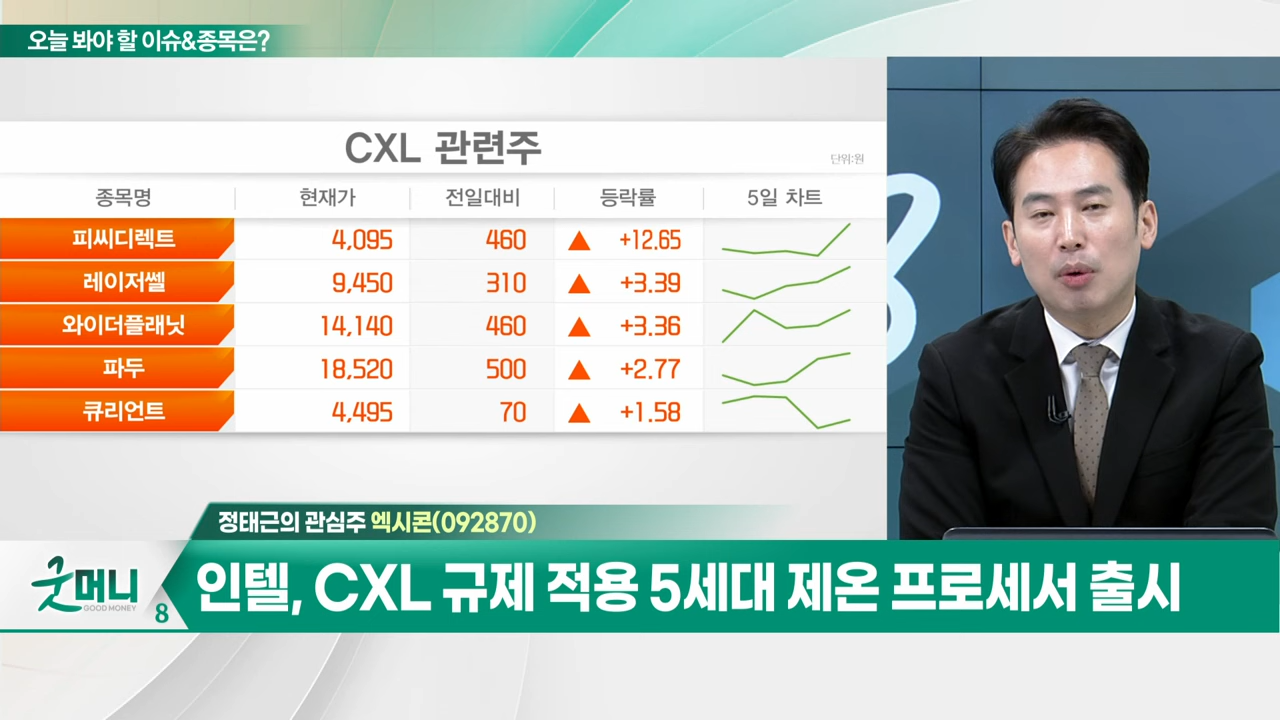 오늘 봐야 할 이슈&종목은?
CXL 관련주
단위:원
종목명 현재가 전일대비 등락률 5일 차트
피씨디렉트 4,095 460 ▲ +12.65
레이저쎌 9,450 310 ▲ +3.39
와이더플래닛 14,140 460 ▲ +3.36
파두 18,520 500 ▲ +2.77
큐리언트 4,495 70 ▲ +1.58
정태근의 관심주 엑시콘(092870)
굿머니
GOOD MONEY
8
인텔, CXL 규제 적용 5세대 제온 프로세서 출시